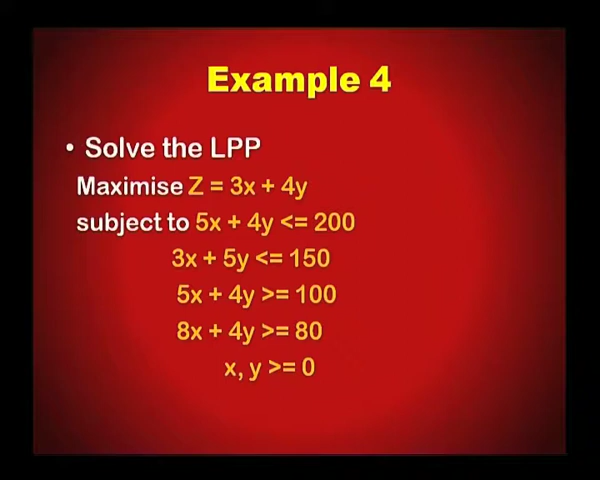 Example 4
• Solve the LPP
Maximise Z = 3x + 4y
subject to 5x + 4y <= 200
3x + 5y <= 150
5x + 4y >= 100
8x + 4y >= 80
x, y >= 0